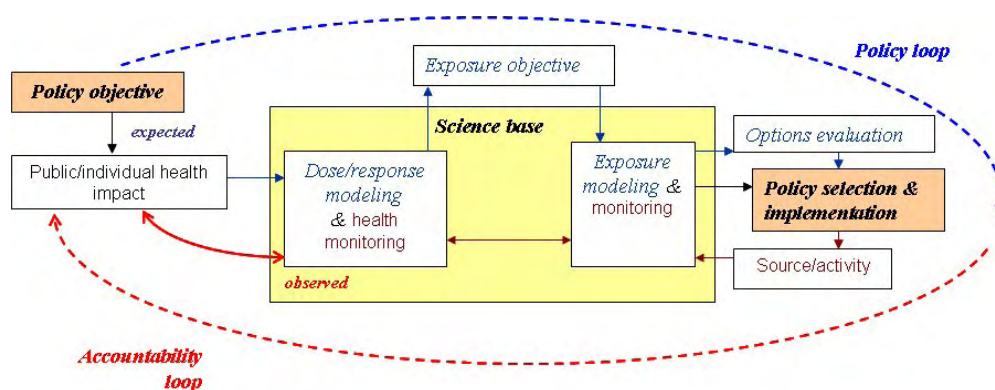 Policy loop
Exposure objective
Policy objective
expected
Science base
Options evaluation
Public/individual health
impact
Dose/response
modeling
& health
monitoring
Exposure
modeling &
monitoring
Policy selection &
implementation
Source/activity
observed
Accountability
loop